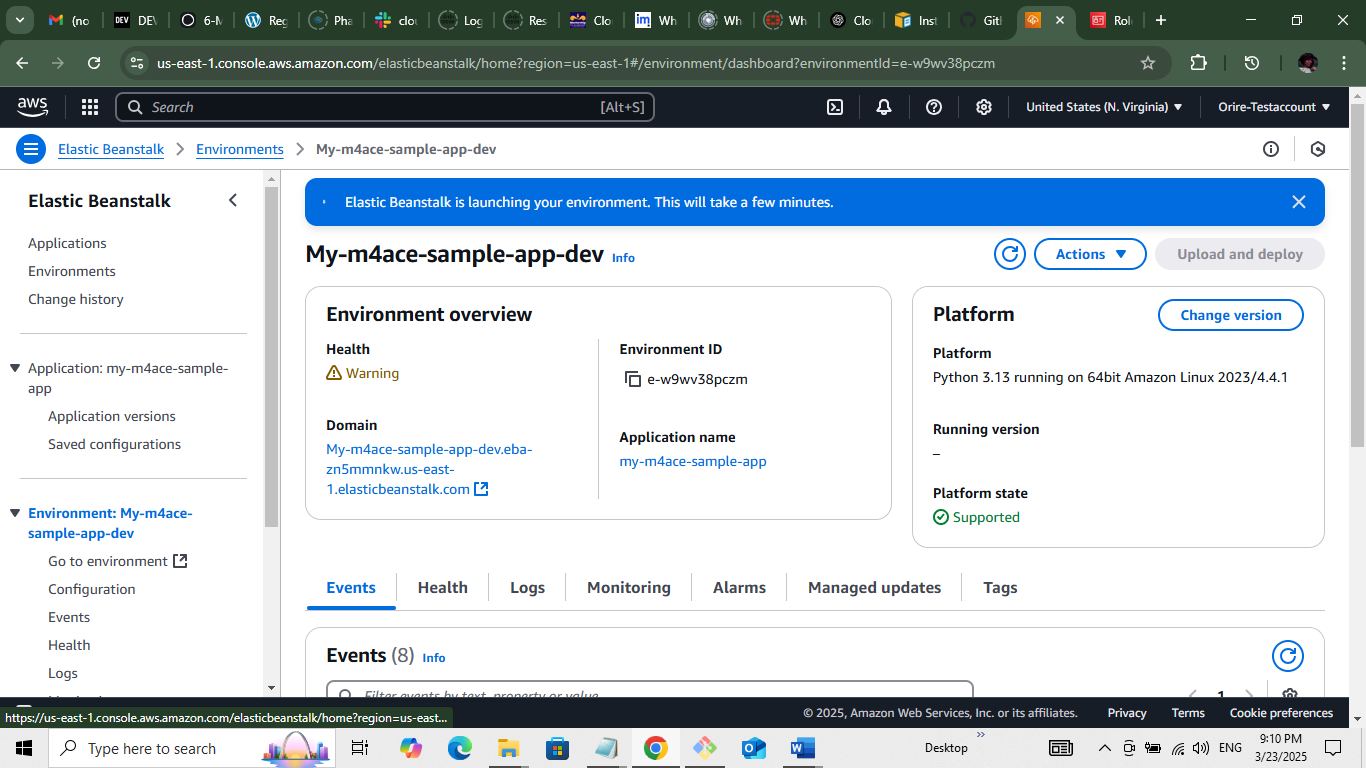 (no
DEV
DEV
6-M
Reg
Pha
clou
Log
Res
Clo
im
Wh
Wh
Wh
Clo
Inst
GitH
Role
us-east-1.console.aws.amazon.com/elasticbeanstalk/home?region=us-east-1#/environment/dashboard?environmentId=e-w9wv38pczm
aws
Search
[Alt+S]
United States (N. Virginia)
Orire-Testaccount
Elastic Beanstalk
Environments
My-m4ace-sample-app-dev
Elastic Beanstalk
Applications
Environments
Change history
Application: my-m4ace-sample-
app
Application versions
Saved configurations
Environment: My-m4ace-
sample-app-dev
Go to environment
Configuration
Events
Health
Logs
Elastic Beanstalk is launching your environment. This will take a few minutes.
My-m4ace-sample-app-dev Info
Actions
Upload and deploy
Environment overview
Health
Warning
Domain
My-m4ace-sample-app-dev.eba-
zn5mmnkw.us-east-
1.elasticbeanstalk.com
Environment ID
e-w9wv38pczm
Application name
my-m4ace-sample-app
Platform
Change version
Platform
Python 3.13 running on 64bit Amazon Linux 2023/4.4.1
Running version
–
Platform state
Supported
Events
Health
Logs
Monitoring
Alarms
Managed updates
Tags
Events (8) Info
Filter events by text, property or value
1
https://us-east-1.console.aws.amazon.com/elasticbeanstalk/home?region=us-east...
© 2025, Amazon Web Services, Inc. or its affiliates.
Privacy
Terms
Cookie preferences
Type here to search
Desktop
ENG
9:10 PM
3/23/2025